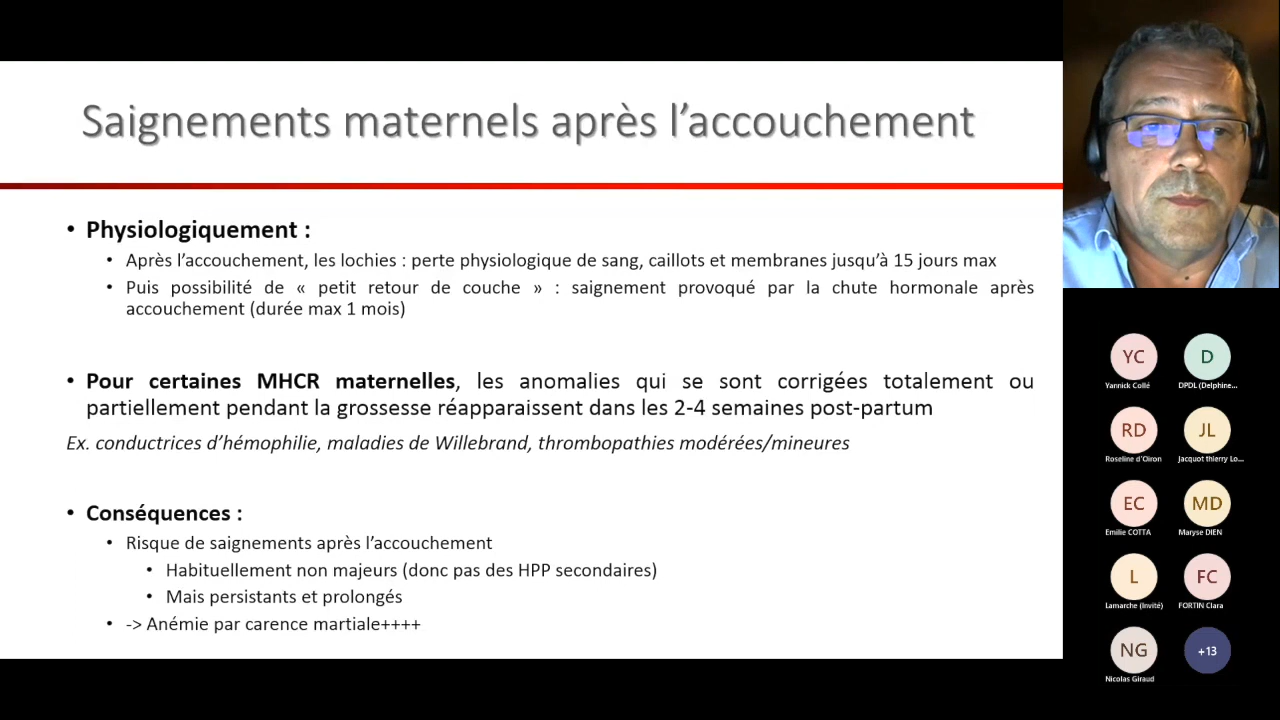 Saignements maternels après l'accouchement
• Physiologiquement :
• Après l'accouchement, les lochies : perte physiologique de sang, caillots et membranes jusqu'à 15 jours max
• Puis possibilité de « petit retour de couche » : saignement provoqué par la chute hormonale après
accouchement (durée max 1 mois)
• Pour certaines MHCR maternelles, les anomalies qui se sont corrigées totalement ou
partiellement pendant la grossesse réapparaissent dans les 2-4 semaines post-partum
Ex. conductrices d'hémophilie, maladies de Willebrand, thrombopathies modérées/mineures
• Conséquences :
• Risque de saignements après l'accouchement
• Habituellement non majeurs (donc pas des HPP secondaires)
• Mais persistants et prolongés
• -> Anémie par carence martiale++++
YC
Yannick Collé
D
DPDL (Delphine...
RD
Roseline d'Oiron
JL
Jacquot thierry Lo...
EC
Emilie COTTA
MD
Maryse DIEN
L
Lamarche (Invité)
FC
FORTIN Clara
NG
Nicolas Giraud
+13